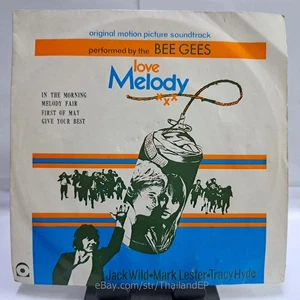 original motion picture soundtrack
performed by the BEE GEES
love
Melody
IN THE MORNING
MELODY FAIR
FIRST OF MAY
GIVE YOUR BEST
Jack Wild•Mark Lester•Tracy Hyde
eBay.com/str/ThailandEP